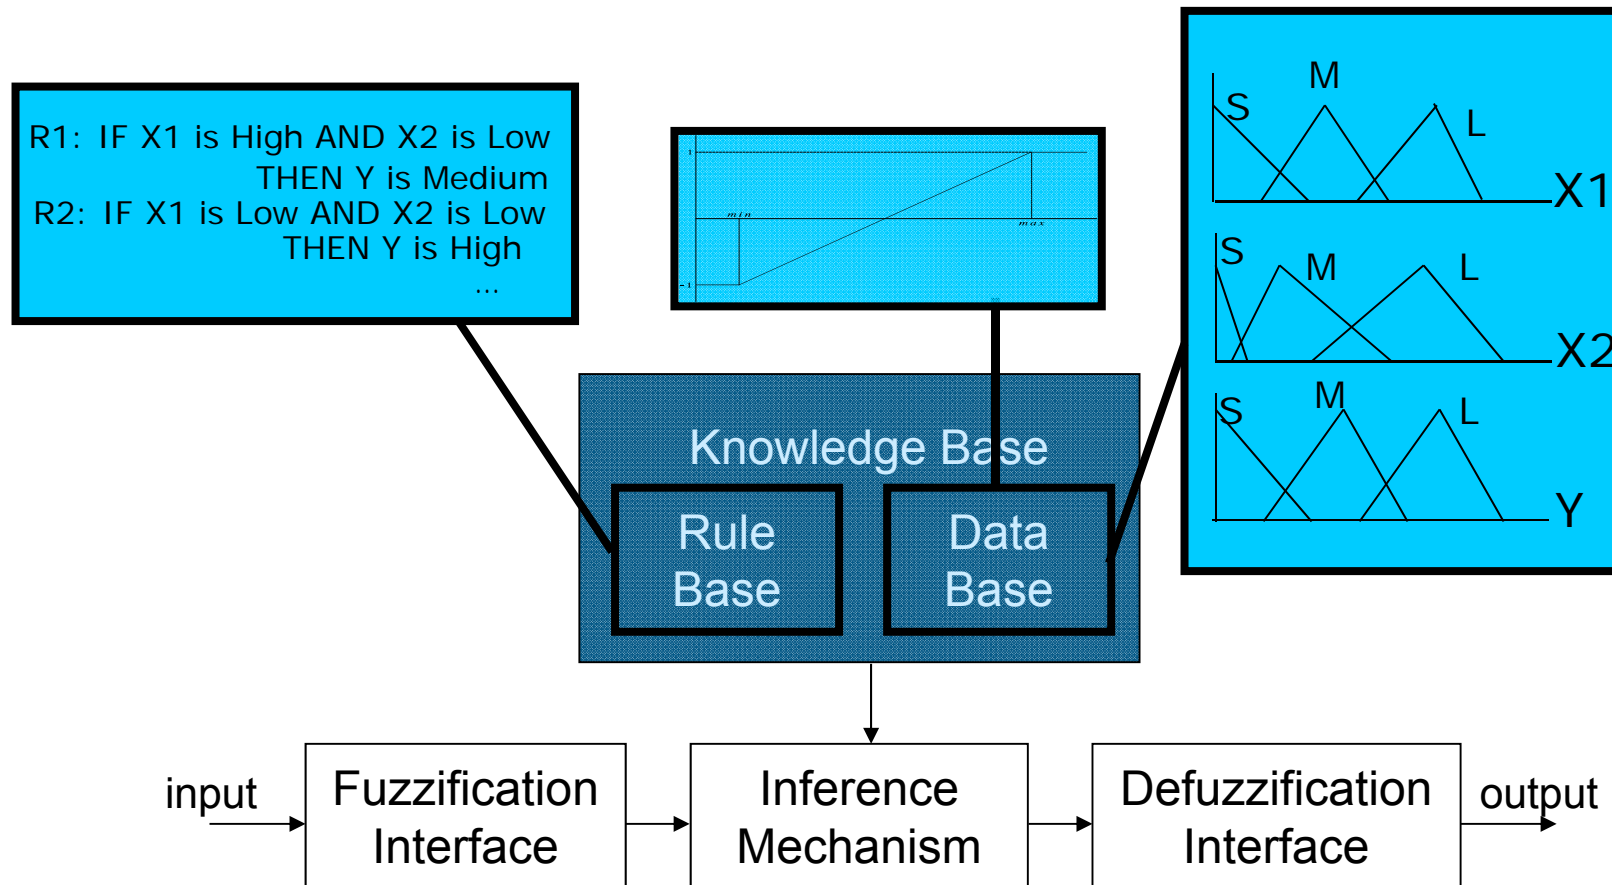 R1: IF X1 is High AND X2 is Low
THEN Y is Medium
R2: IF X1 is Low AND X2 is Low
THEN Y is High
...
1
min
max
-1
S
M
L
X1
S
M
L
X2
S
M
L
Y
Knowledge Base
Rule
Base
Data
Base
input
Fuzzification
Interface
Inference
Mechanism
Defuzzification
Interface
output